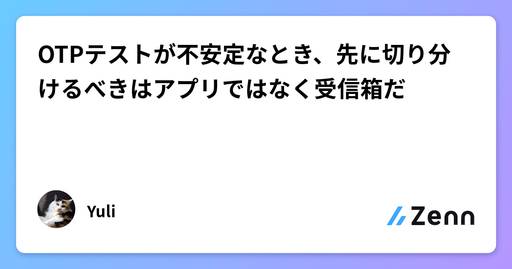 OTPテストが不安定なとき、先に切り分
けるべきはアプリではなく受信箱だ
Yuli
Zenn